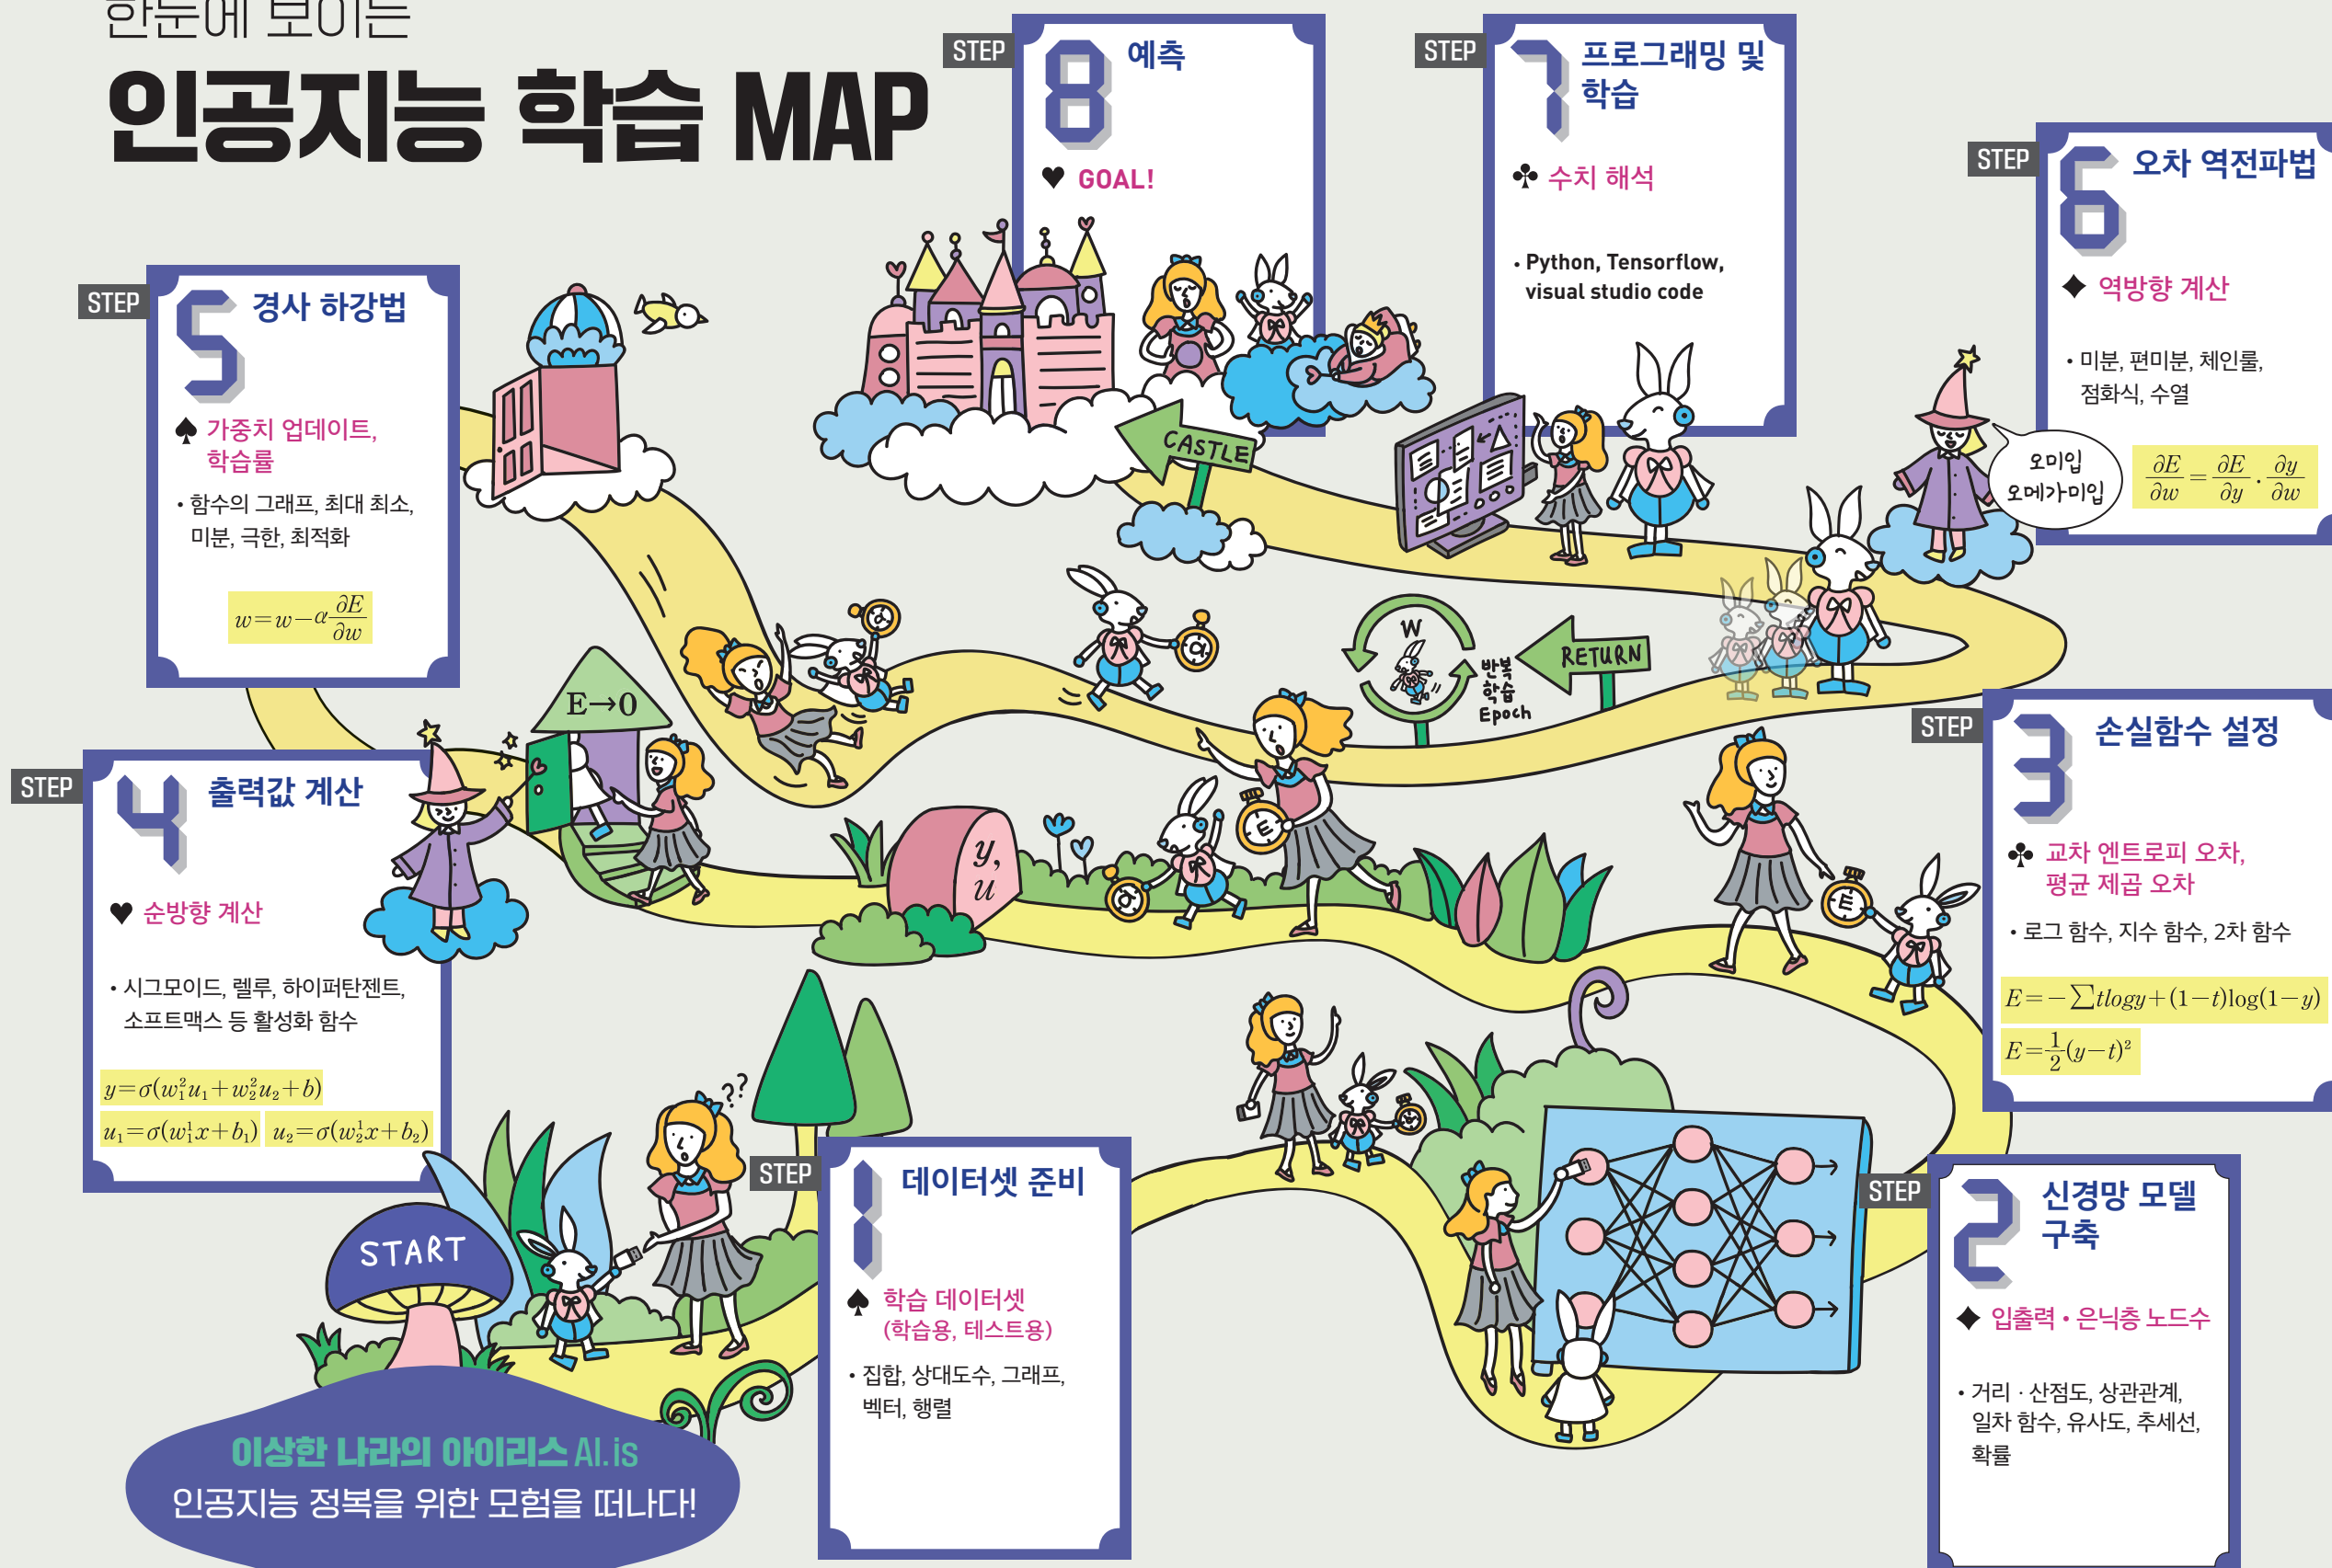 한눈에 보이는
인공지능 학습 MAP
STEP
8
예측
♥ GOAL!
STEP
7
프로그래밍 및
학습
♣ 수치 해석
• Python, Tensorflow,
visual studio code
STEP
6
오차 역전파법
♦ 역방향 계산
• 미분, 편미분, 체인룰,
점화식, 수열
오미입
오메가미입
∂E/∂w = ∂E/∂y · ∂y/∂w
STEP
5
경사 하강법
♠ 가중치 업데이트,
학습률
• 함수의 그래프, 최대 최소,
미분, 극한, 최적화
w=w−α ∂E/∂w
CASTLE
α
α
W
반복
학습
Epoch
RETURN
E→0
STEP
4
출력값 계산
♥ 순방향 계산
• 시그모이드, 렐루, 하이퍼탄젠트,
소프트맥스 등 활성화 함수
y=σ(w₁²u₁+w₂²u₂+b)
u₁=σ(w₁¹x+b₁) u₂=σ(w₂¹x+b₂)
y,
u
α
E
STEP
3
손실함수 설정
♣ 교차 엔트로피 오차,
평균 제곱 오차
• 로그 함수, 지수 함수, 2차 함수
E=−∑tlogy+(1−t)log(1−y)
E=1/2(y−t)²
E
??
START
STEP
1
데이터셋 준비
♠ 학습 데이터셋
(학습용, 테스트용)
• 집합, 상대도수, 그래프,
벡터, 행렬
STEP
2
신경망 모델
구축
♦ 입출력 • 은닉층 노드수
• 거리 · 산점도, 상관관계,
일차 함수, 유사도, 추세선,
확률
이상한 나라의 아이리스 AI.is
인공지능 정복을 위한 모험을 떠나다!